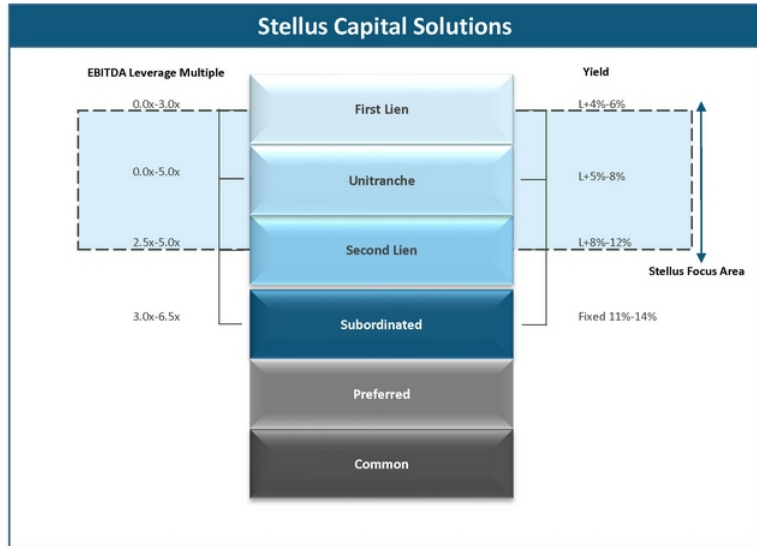 Stellus Capital Solutions
EBITDA Leverage Multiple
Yield
0.0x-3.0x
First Lien
L+4%-6%
0.0x-5.0x
Unitranche
L+5%-8%
2.5x-5.0x
Second Lien
L+8%-12%
Stellus Focus Area
3.0x-6.5x
Subordinated
Fixed 11%-14%
Preferred
Common